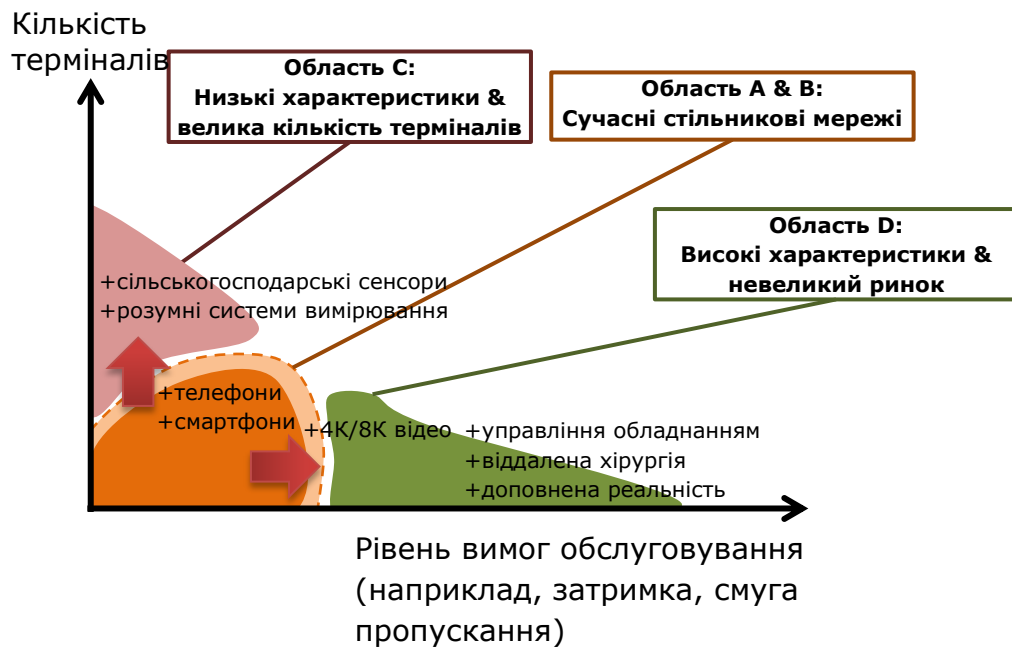 Кількість
терміналів
Область C:
Низькі характеристики &
велика кількість терміналів
Область A & B:
Сучасні стільникові мережі
Область D:
Високі характеристики &
невеликий ринок
+сільськогосподарські сенсори
+розумні системи вимірювання
+телефони
+смартфони
+4К/8К відео
+управління обладнанням
+віддалена хірургія
+доповнена реальність
Рівень вимог обслуговування
(наприклад, затримка, смуга
пропускання)